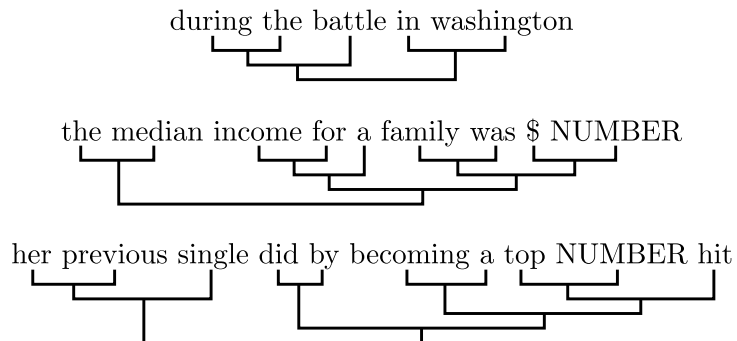 during the battle in washington
the median income for a family was $ NUMBER
her previous single did by becoming a top NUMBER hit